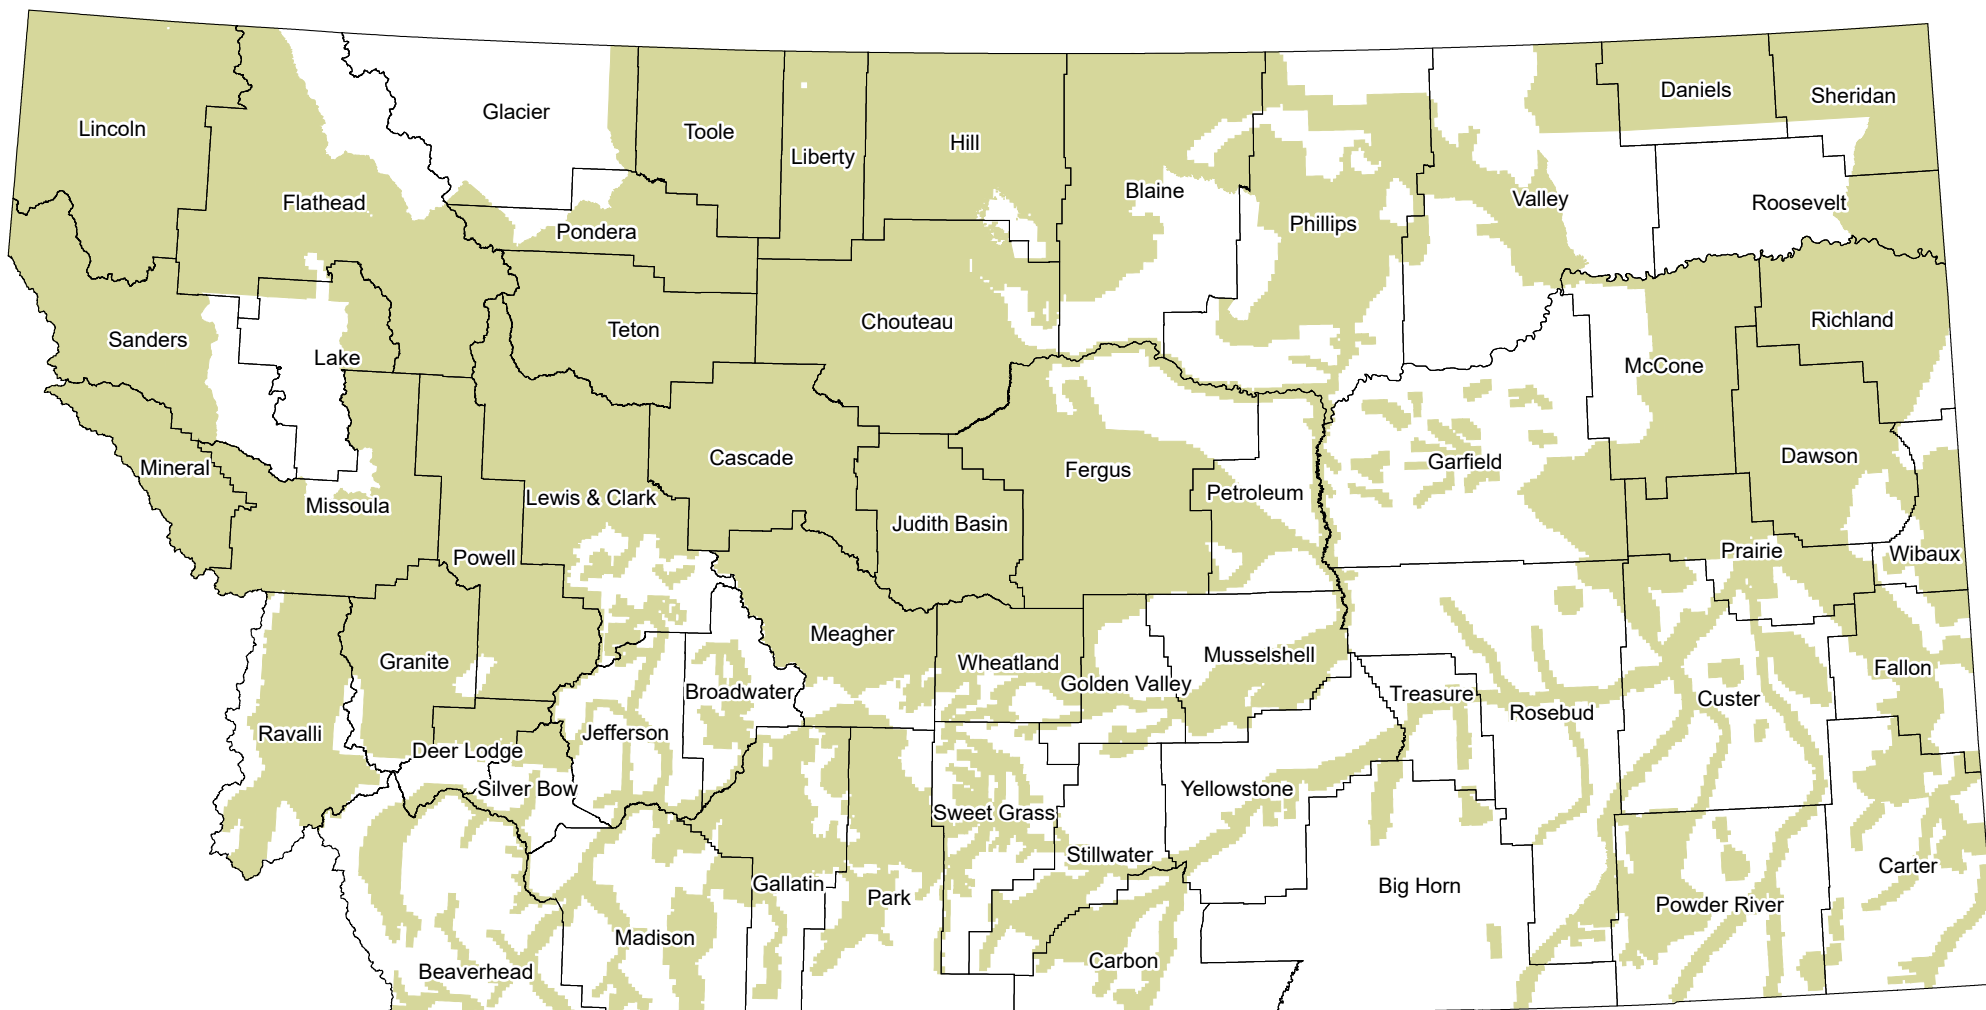 Daniels
Sheridan
Glacier
Lincoln
Toole
Hill
Liberty
Blaine
Flathead
Valley
Roosevelt
Phillips
Pondera
Chouteau
Richland
Teton
Sanders
Lake
McCone
Dawson
Cascade
Garfield
Mineral
Fergus
Petroleum
Lewis & Clark
Missoula
Judith Basin
Prairie
Wibaux
Powell
Meagher
Musselshell
Granite
Wheatland
Fallon
Golden Valley
Broadwater
Treasure
Custer
Rosebud
Ravalli
Jefferson
Deer Lodge
Silver Bow
Yellowstone
Sweet Grass
Stillwater
Carter
Gallatin
Big Horn
Park
Powder River
Madison
Carbon
Beaverhead